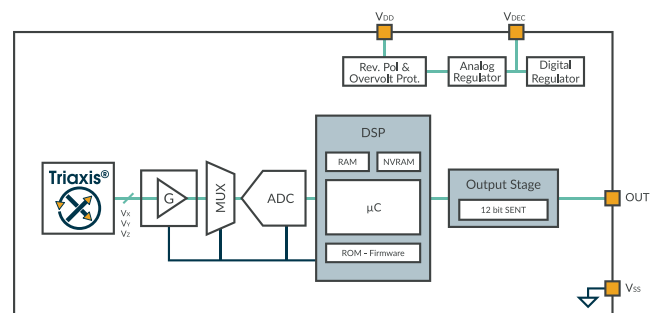 VDD
VDEC
Rev. Pol &
Overvolt Prot.
Analog
Regulator
Digital
Regulator
DSP
RAM
NVRAM
Triaxis®
G
MUX
ADC
µC
Output Stage
12 bit SENT
OUT
VX
VY
VZ
ROM - Firmware
VSS